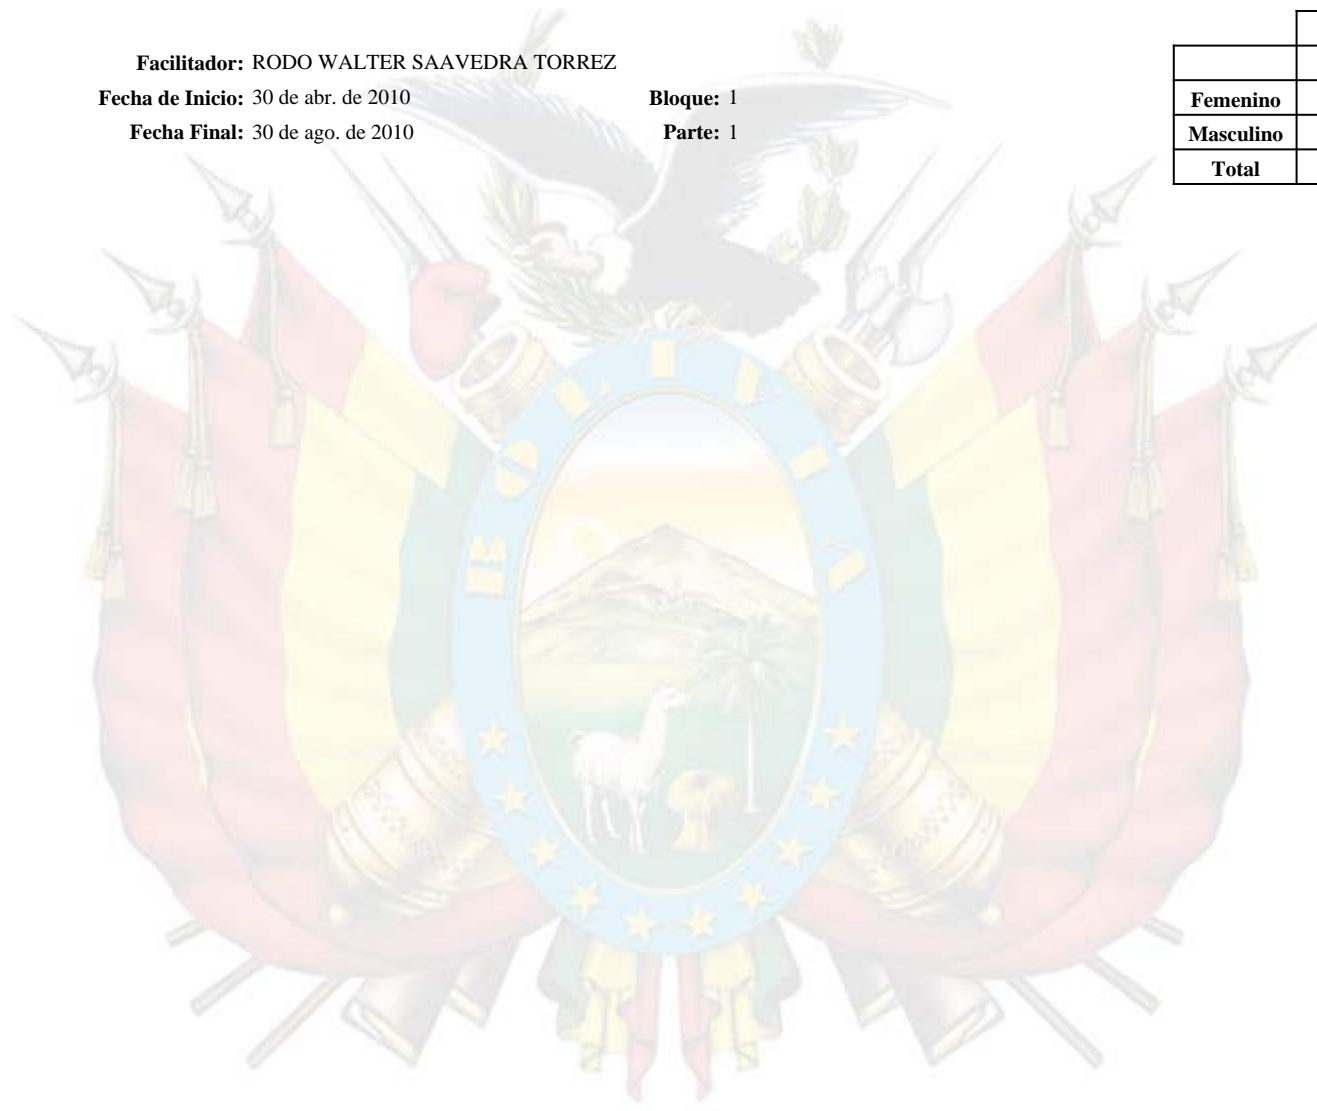 Facilitador: RODO WALTER SAAVEDRA TORREZ
Fecha de Inicio: 30 de abr. de 2010 Bloque: 1
Fecha Final: 30 de ago. de 2010 Parte: 1
Femenino
Masculino
Total
BOLIVIA